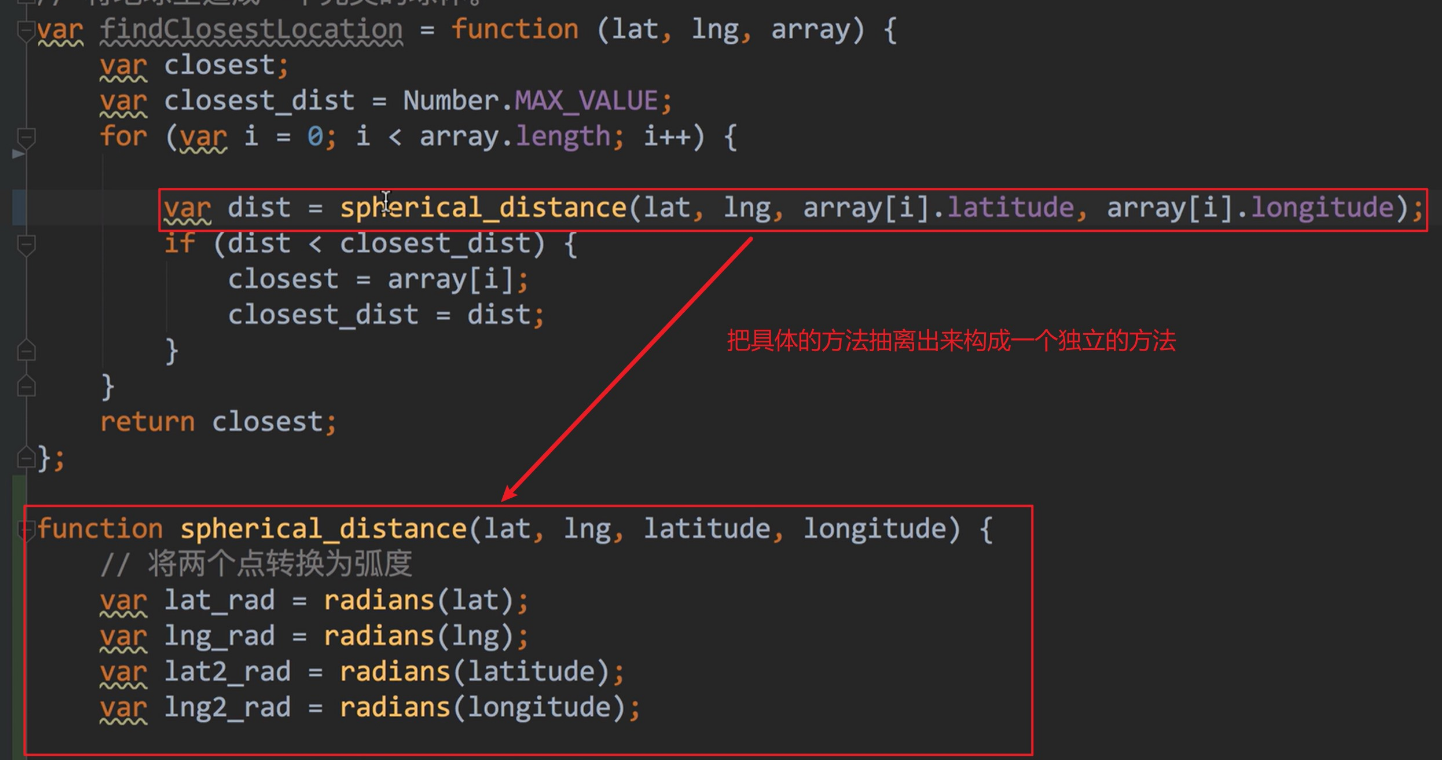 var findClosestLocation = function (lat, lng, array) {
var closest;
var closest_dist = Number.MAX_VALUE;
for (var i = 0; i < array.length; i++) {
var dist = spherical_distance(lat, lng, array[i].latitude, array[i].longitude);
if (dist < closest_dist) {
closest = array[i];
closest_dist = dist;
把具体的方法抽离出来构成一个独立的方法
}
}
return closest;
};
function spherical_distance(lat, lng, latitude, longitude) {
// 将两个点转换为弧度
var lat_rad = radians(lat);
var lng_rad = radians(lng);
var lat2_rad = radians(latitude);
var lng2_rad = radians(longitude);